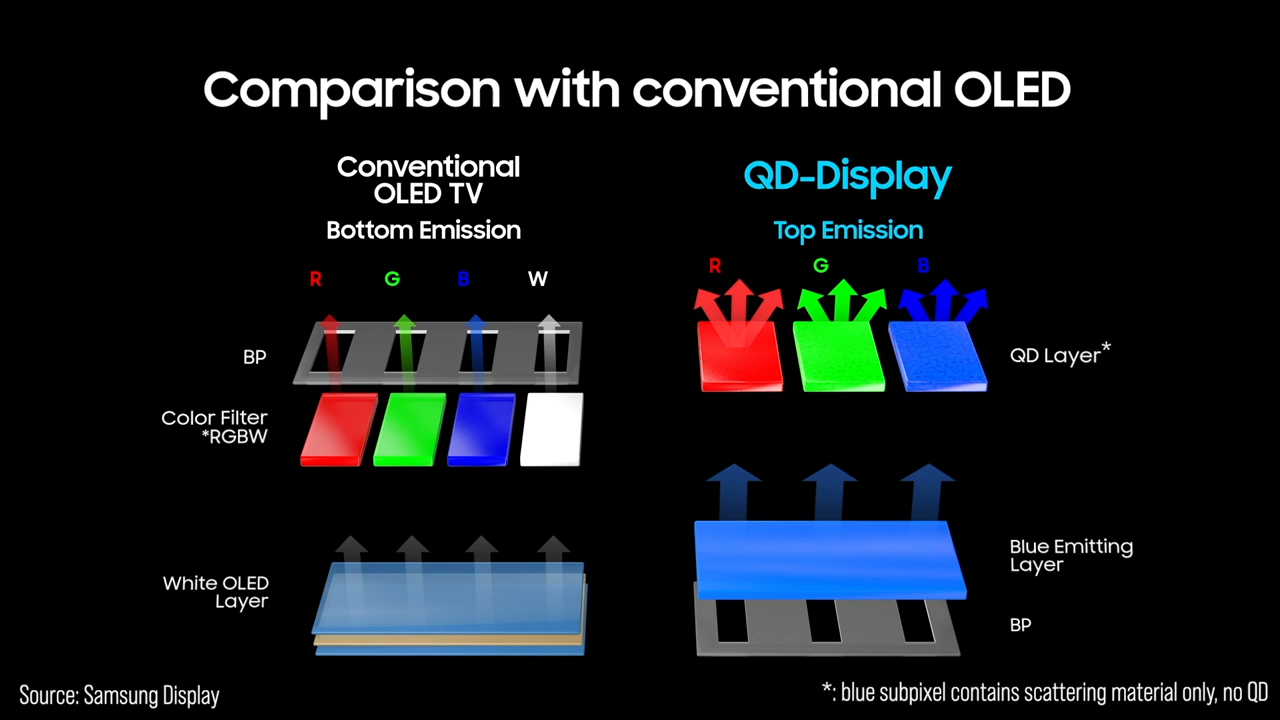 Comparison with conventional OLED
Conventional
OLED TV
Bottom Emission
R G B W
BP
Color Filter
*RGBW
White OLED
Layer
QD-Display
Top Emission
R G B
QD Layer*
Blue Emitting
Layer
BP
Source: Samsung Display
*: blue subpixel contains scattering material only, no QD